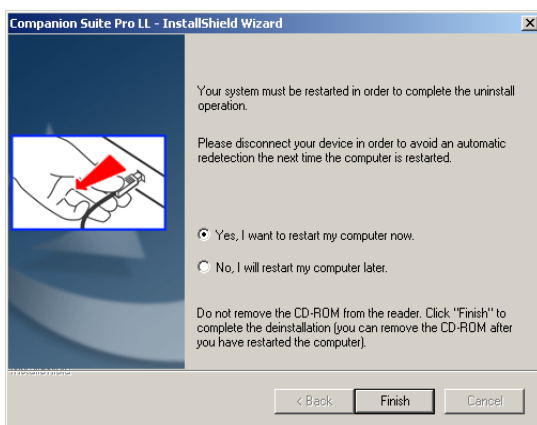 Companion Suite Pro LL - InstallShield Wizard
Your system must be restarted in order to complete the uninstall
operation.
Please disconnect your device in order to avoid an automatic
redetection the next time the computer is restarted.
Yes, I want to restart my computer now.
No, I will restart my computer later.
Do not remove the CD-ROM from the reader. Click "Finish" to
complete the deinstallation (you can remove the CD-ROM after
you have restarted the computer).
InstallShield
< Back Finish Cancel